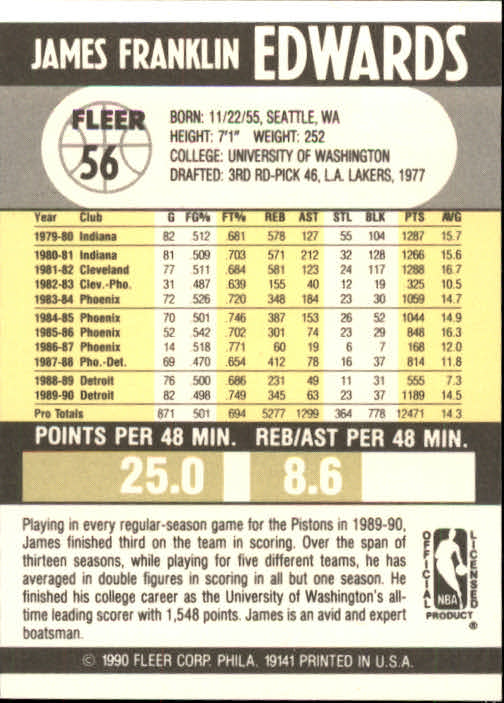 JAMES FRANKLIN EDWARDS
FLEER
56
BORN: 11/22/55, SEATTLE, WA
HEIGHT: 7'1" WEIGHT: 252
COLLEGE: UNIVERSITY OF WASHINGTON
DRAFTED: 3RD RD-PICK 46, L.A. LAKERS, 1977
Year Club G FG% FT% REB AST STL BLK PTS AVG
1979-80 Indiana 82 .512 .681 578 127 55 104 1287 15.7
1980-81 Indiana 81 .509 .703 571 212 32 128 1266 15.6
1981-82 Cleveland 77 .511 .684 581 123 24 117 1288 16.7
1982-83 Clev.-Pho. 31 .487 .639 155 40 12 19 325 10.5
1983-84 Phoenix 72 .526 .720 348 184 23 30 1059 14.7
1984-85 Phoenix 70 .501 .746 387 153 26 52 1044 14.9
1985-86 Phoenix 52 .542 .702 301 74 23 29 848 16.3
1986-87 Phoenix 14 .518 .771 60 19 6 7 168 12.0
1987-88 Pho.-Det. 69 .470 .654 412 78 16 37 814 11.8
1988-89 Detroit 76 .500 .686 231 49 11 31 555 7.3
1989-90 Detroit 82 .498 .749 345 63 23 37 1189 14.5
Pro Totals 871 .501 .694 5277 1299 364 778 12471 14.3
POINTS PER 48 MIN. REB/AST PER 48 MIN.
25.0 8.6
Playing in every regular-season game for the Pistons in 1989-90,
James finished third on the team in scoring. Over the span of
thirteen seasons, while playing for five different teams, he has
averaged in double figures in scoring in all but one season. He
finished his college career as the University of Washington's all-
time leading scorer with 1,548 points. James is an avid and expert
boatsman.
OFFICIAL
NBA
LICENSED
PRODUCT ®
© 1990 FLEER CORP. PHILA. 19141 PRINTED IN U.S.A.